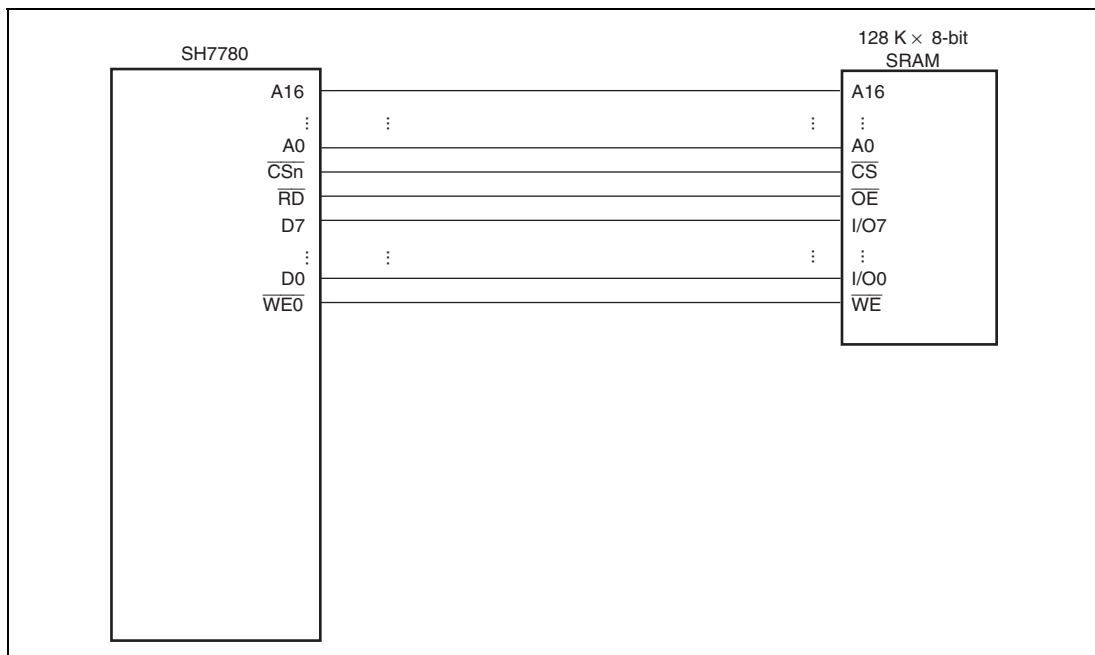 SH7780
A16
⋮
A0
CSn
RD
D7
⋮
D0
WE0
⋮
⋮
⋮
⋮
128 K × 8-bit
SRAM
A16
⋮
A0
CS
OE
I/O7
⋮
I/O0
WE